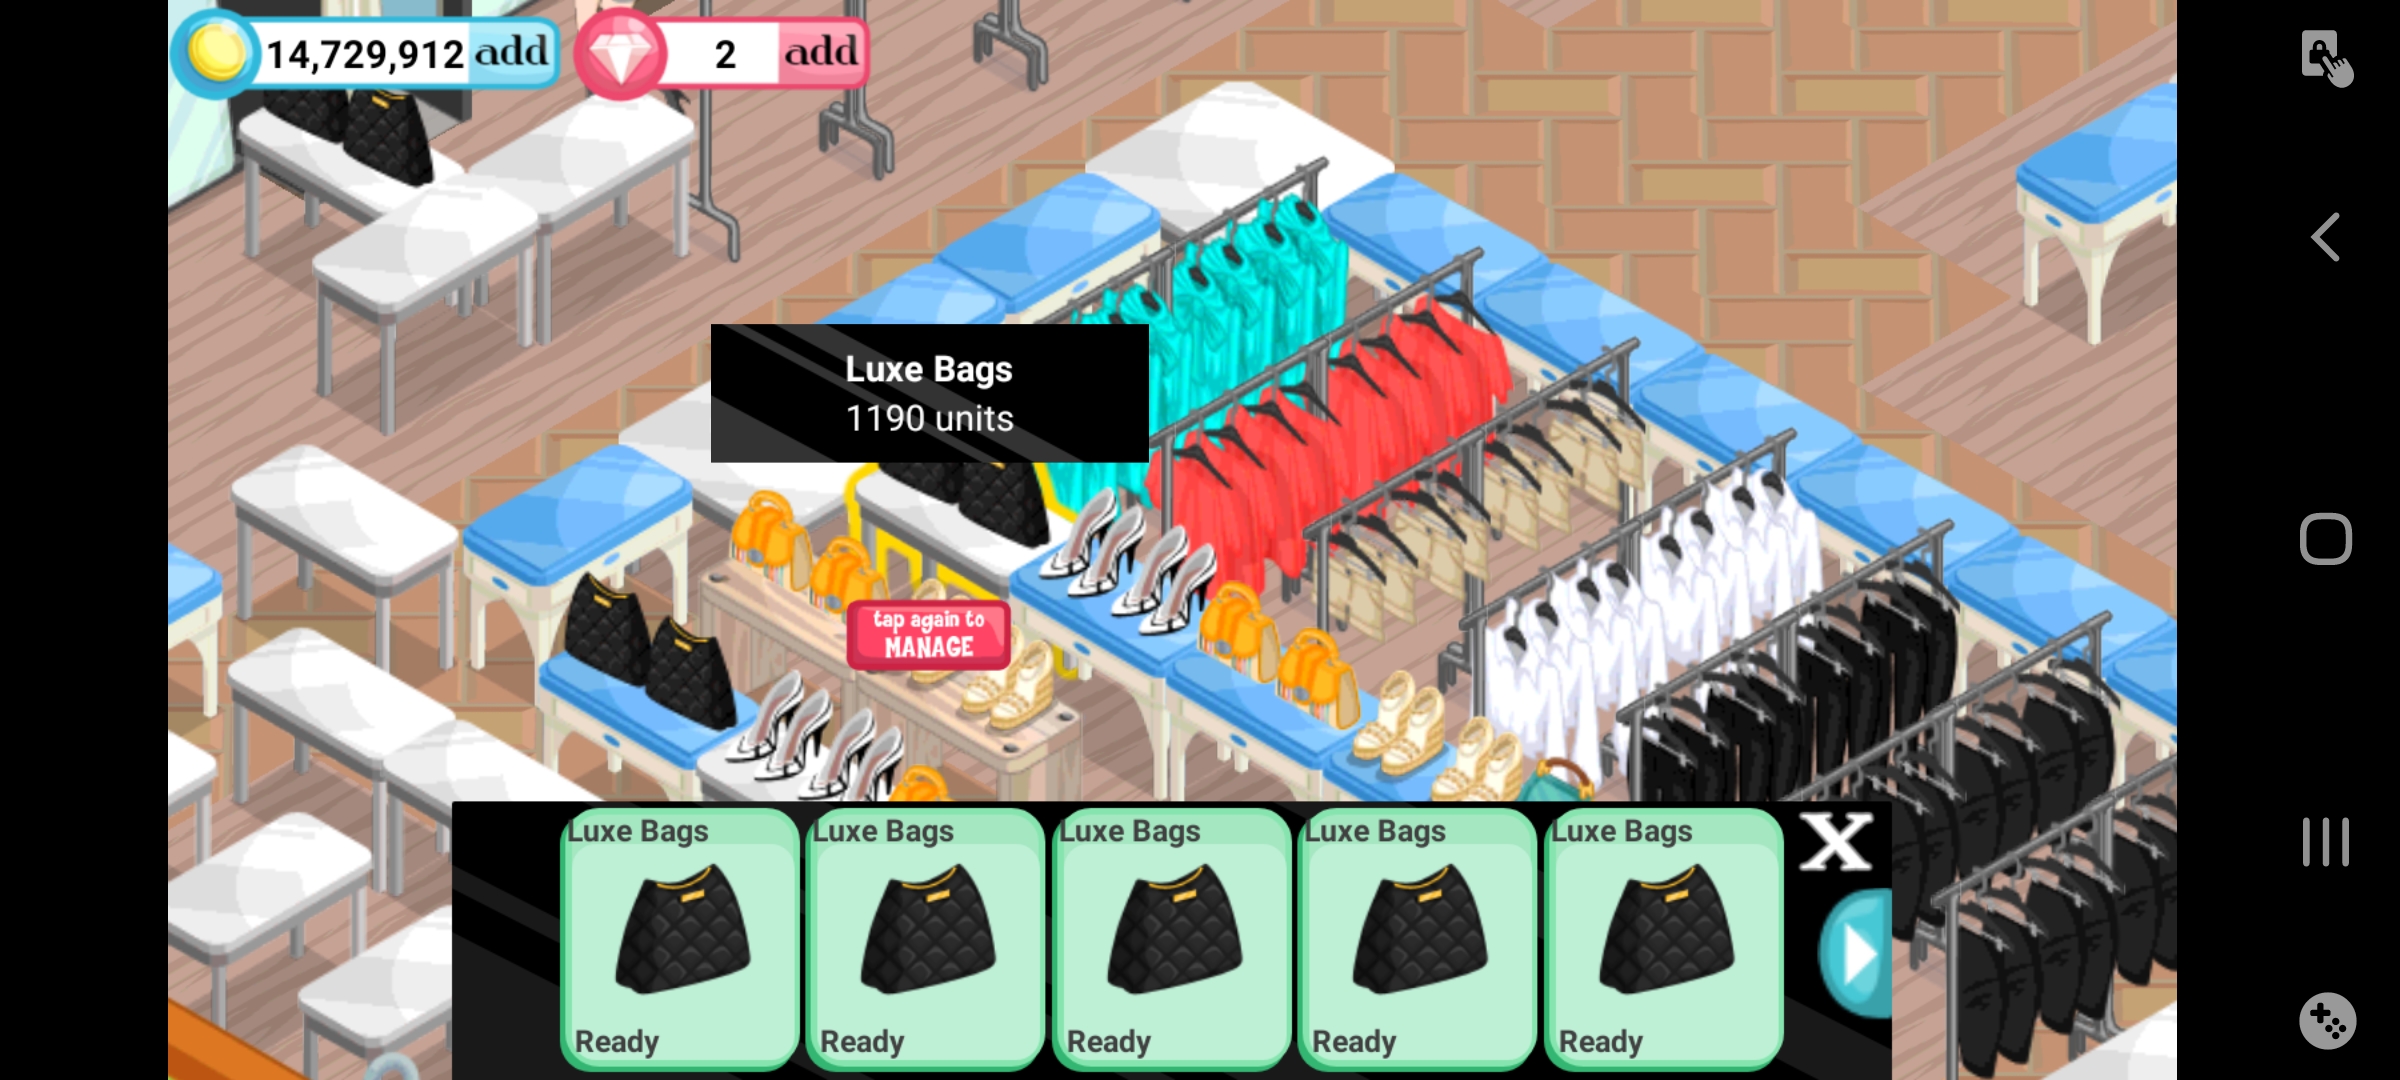 14,729,912 add
2 add
Luxe Bags
1190 units
tap again to
MANAGE
Luxe Bags
Ready
Luxe Bags
Ready
Luxe Bags
Ready
Luxe Bags
Ready
Luxe Bags
Ready
X